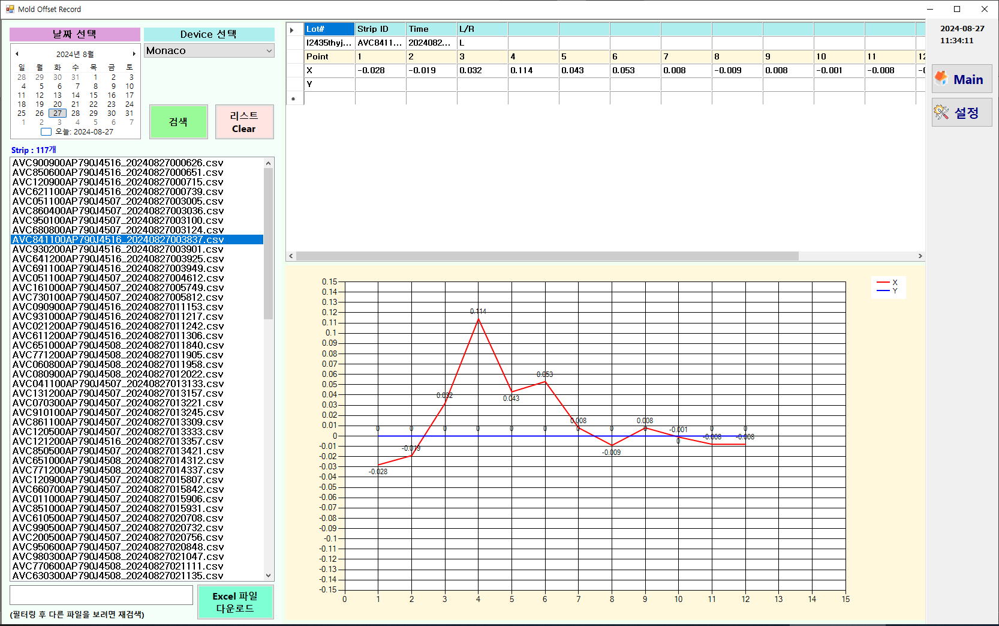 Mold Offset Record
날짜 선택
Device 선택
2024년 8월
Monaco
일 월 화 수 목 금 토
28 29 30 31 1 2 3
4 5 6 7 8 9 10
11 12 13 14 15 16 17
18 19 20 21 22 23 24
25 26 27 28 29 30 31
1 2 3 4 5 6 7
오늘: 2024-08-27
검색
리스트
Clear
Strip : 117개
AVC900900AP790J4516_20240827000626.csv
AVC850600AP790J4516_20240827000651.csv
AVC120900AP790J4516_20240827000715.csv
AVC621100AP790J4516_20240827000739.csv
AVC051100AP790J4507_20240827003005.csv
AVC860400AP790J4507_20240827003036.csv
AVC950100AP790J4507_20240827003100.csv
AVC680800AP790J4507_20240827003124.csv
AVC841100AP790J4516_20240827003837.csv
AVC930200AP790J4516_20240827003901.csv
AVC641200AP790J4516_20240827003925.csv
AVC691100AP790J4516_20240827003949.csv
AVC051100AP790J4507_20240827004612.csv
AVC161000AP790J4507_20240827005749.csv
AVC730100AP790J4507_20240827005812.csv
AVC090900AP790J4516_20240827011153.csv
AVC931000AP790J4516_20240827011217.csv
AVC021200AP790J4516_20240827011242.csv
AVC611200AP790J4516_20240827011306.csv
AVC651000AP790J4508_20240827011840.csv
AVC771200AP790J4508_20240827011905.csv
AVC060800AP790J4508_20240827011958.csv
AVC080900AP790J4508_20240827012022.csv
AVC041100AP790J4507_20240827013133.csv
AVC131200AP790J4507_20240827013157.csv
AVC070300AP790J4507_20240827013221.csv
AVC910100AP790J4507_20240827013245.csv
AVC861100AP790J4507_20240827013309.csv
AVC120500AP790J4507_20240827013333.csv
AVC121200AP790J4516_20240827013357.csv
AVC850500AP790J4507_20240827013421.csv
AVC651000AP790J4508_20240827014312.csv
AVC771200AP790J4508_20240827014337.csv
AVC120900AP790J4507_20240827015807.csv
AVC660700AP790J4507_20240827015842.csv
AVC011000AP790J4507_20240827015906.csv
AVC851000AP790J4507_20240827015931.csv
AVC610500AP790J4507_20240827020708.csv
AVC990500AP790J4507_20240827020732.csv
AVC200500AP790J4507_20240827020756.csv
AVC950600AP790J4507_20240827020848.csv
AVC980300AP790J4508_20240827021047.csv
AVC770600AP790J4508_20240827021111.csv
AVC630300AP790J4508_20240827021135.csv
Excel 파일
다운로드
(필터링 후 다른 파일을 보려면 재검색)
Lot# Strip ID Time L/R
l2435thyj... AVC8411... 2024082... L
Point 1 2 3 4 5 6 7 8 9 10 11 12
X -0.028 -0.019 0.032 0.114 0.043 0.053 0.008 -0.009 0.008 -0.001 -0.008
Y
2024-08-27
11:34:11
Main
설정
X
Y
0.15
0.14
0.13
0.12
0.11
0.1
0.09
0.08
0.07
0.06
0.05
0.04
0.03
0.02
0.01
0
-0.01
-0.02
-0.03
-0.04
-0.05
-0.06
-0.07
-0.08
-0.09
-0.1
-0.11
-0.12
-0.13
-0.14
-0.15
0.114
0.053
0.032
0.043
0.008 0.008
0 0 0 0 0 0 0 0 -0.001 0 0
-0.008 -0.008
0
-0.019
-0.009
-0.028
0 1 2 3 4 5 6 7 8 9 10 11 12 13 14 15